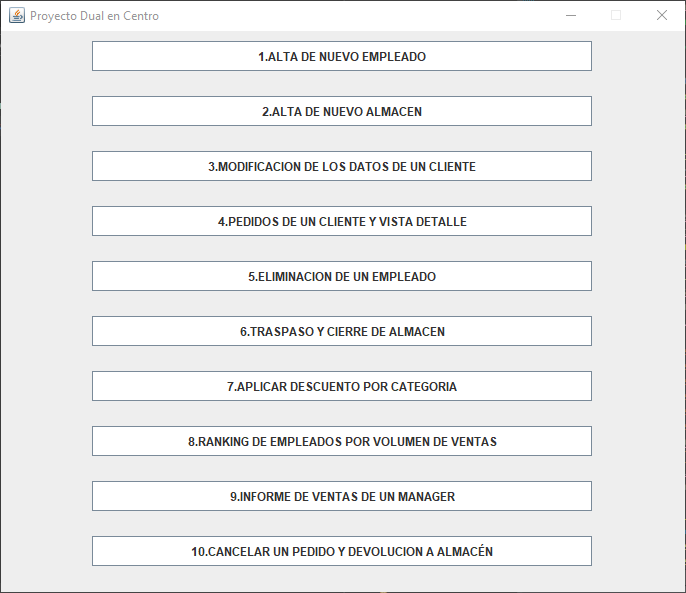 Proyecto Dual en Centro
1.ALTA DE NUEVO EMPLEADO
2.ALTA DE NUEVO ALMACEN
3.MODIFICACION DE LOS DATOS DE UN CLIENTE
4.PEDIDOS DE UN CLIENTE Y VISTA DETALLE
5.ELIMINACION DE UN EMPLEADO
6.TRASPASO Y CIERRE DE ALMACEN
7.APLICAR DESCUENTO POR CATEGORIA
8.RANKING DE EMPLEADOS POR VOLUMEN DE VENTAS
9.INFORME DE VENTAS DE UN MANAGER
10.CANCELAR UN PEDIDO Y DEVOLUCION A ALMACÉN